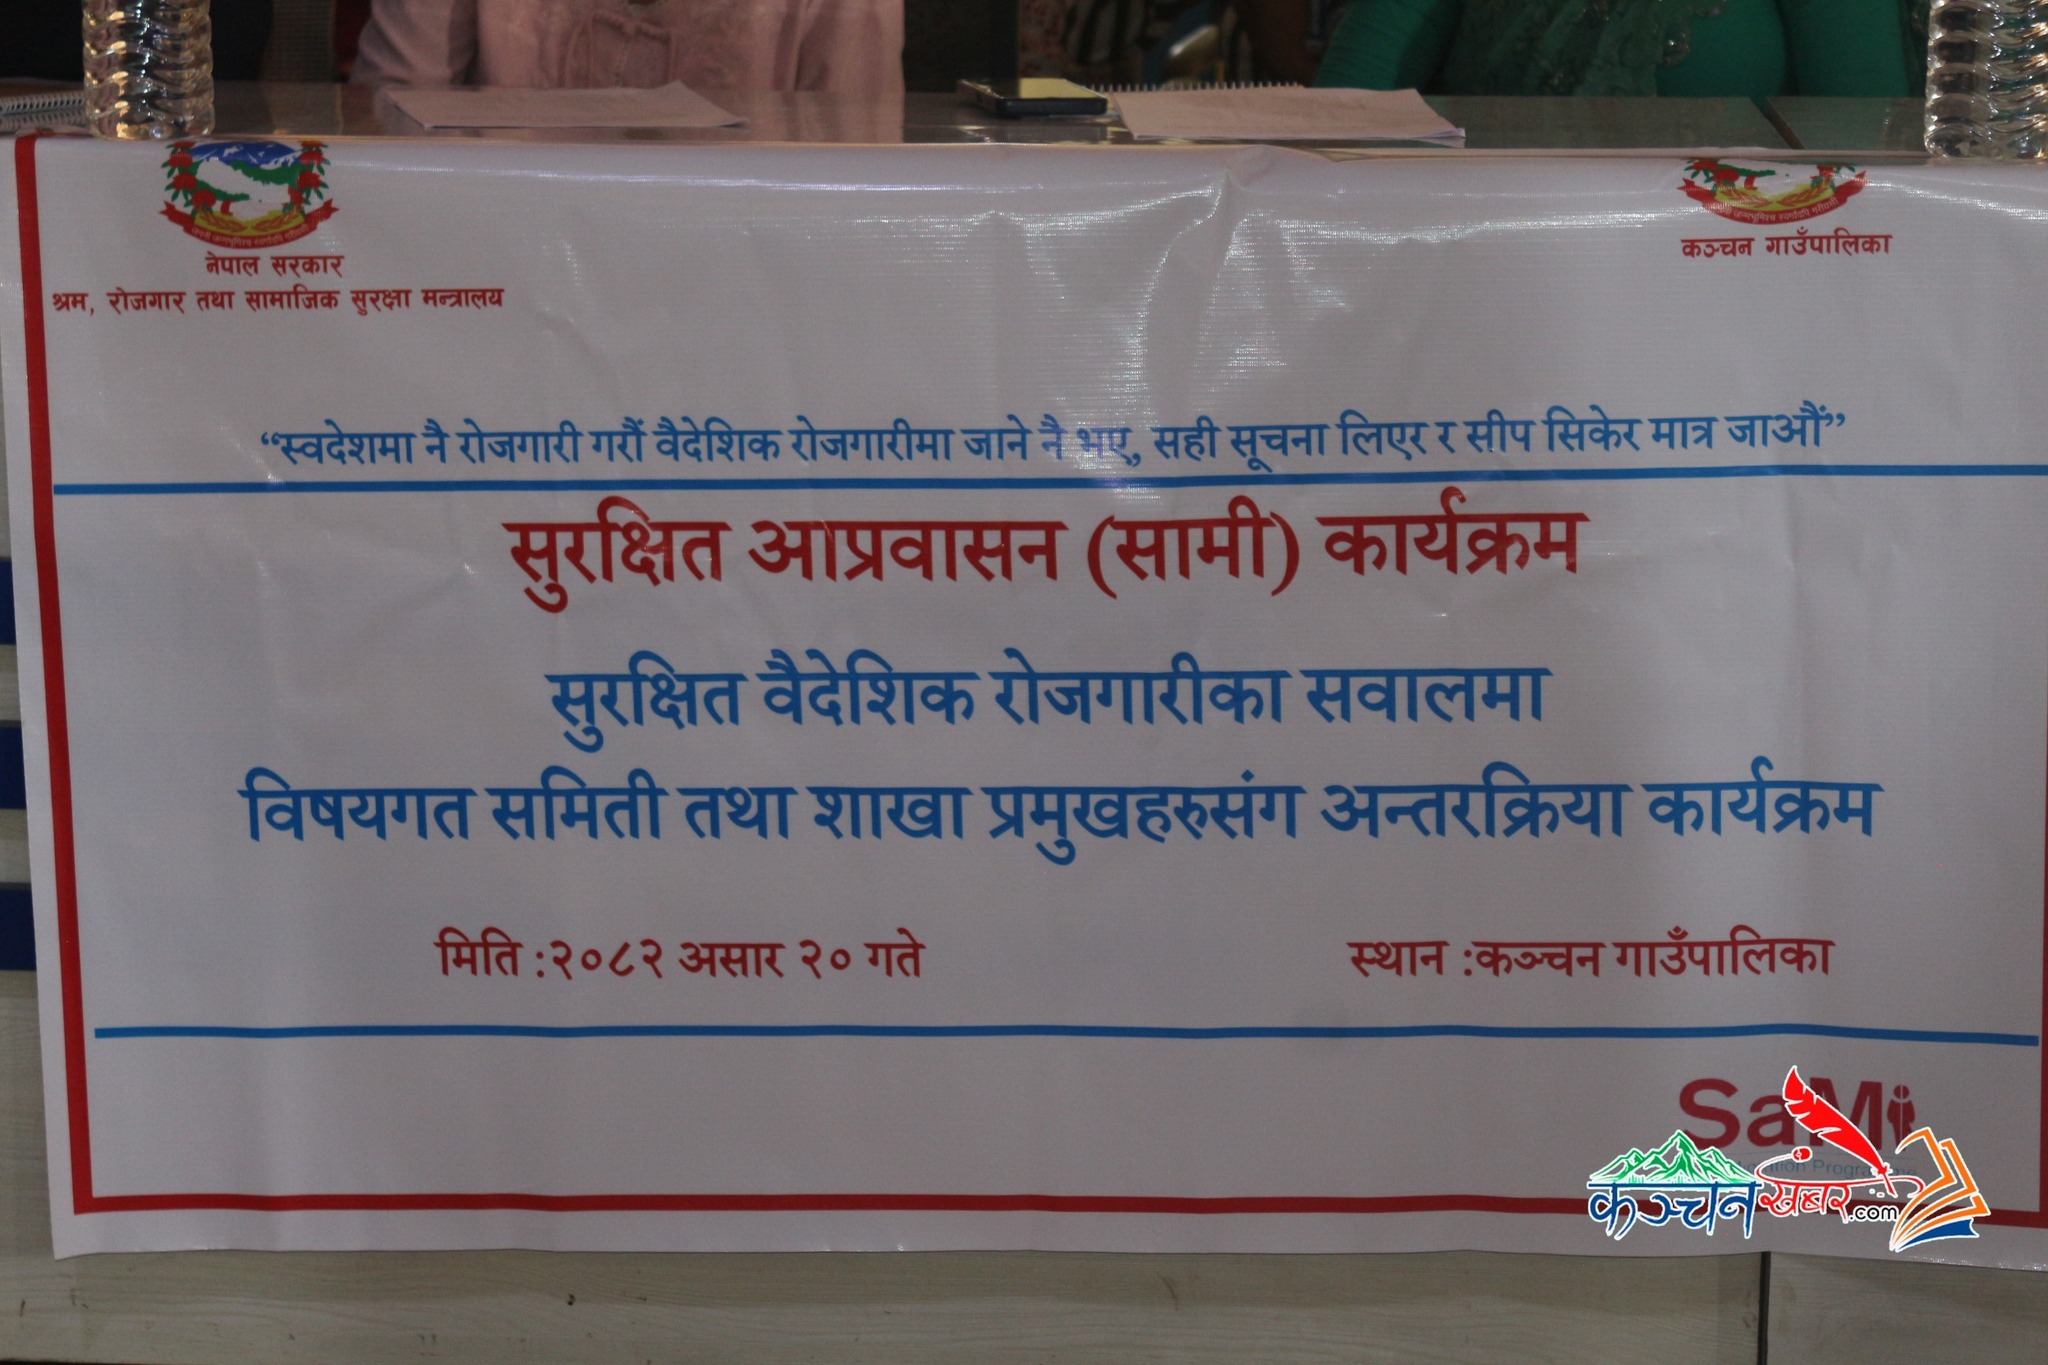 नेपाल सरकार
श्रम, रोजगार तथा सामाजिक सुरक्षा मन्त्रालय
कञ्चन गाउँपालिका
“स्वदेशमा नै रोजगारी गरौं वैदेशिक रोजगारीमा जाने नै भए, सही सूचना लिएर र सीप सिकेर मात्र जाऔं”
सुरक्षित आप्रवासन (सामी) कार्यक्रम
सुरक्षित वैदेशिक रोजगारीका सवालमा
विषयगत समिती तथा शाखा प्रमुखहरुसंग अन्तरक्रिया कार्यक्रम
मिति :२०८२ असार २० गते
स्थान :कञ्चन गाउँपालिका
SaMi
कञ्चनखबर.com